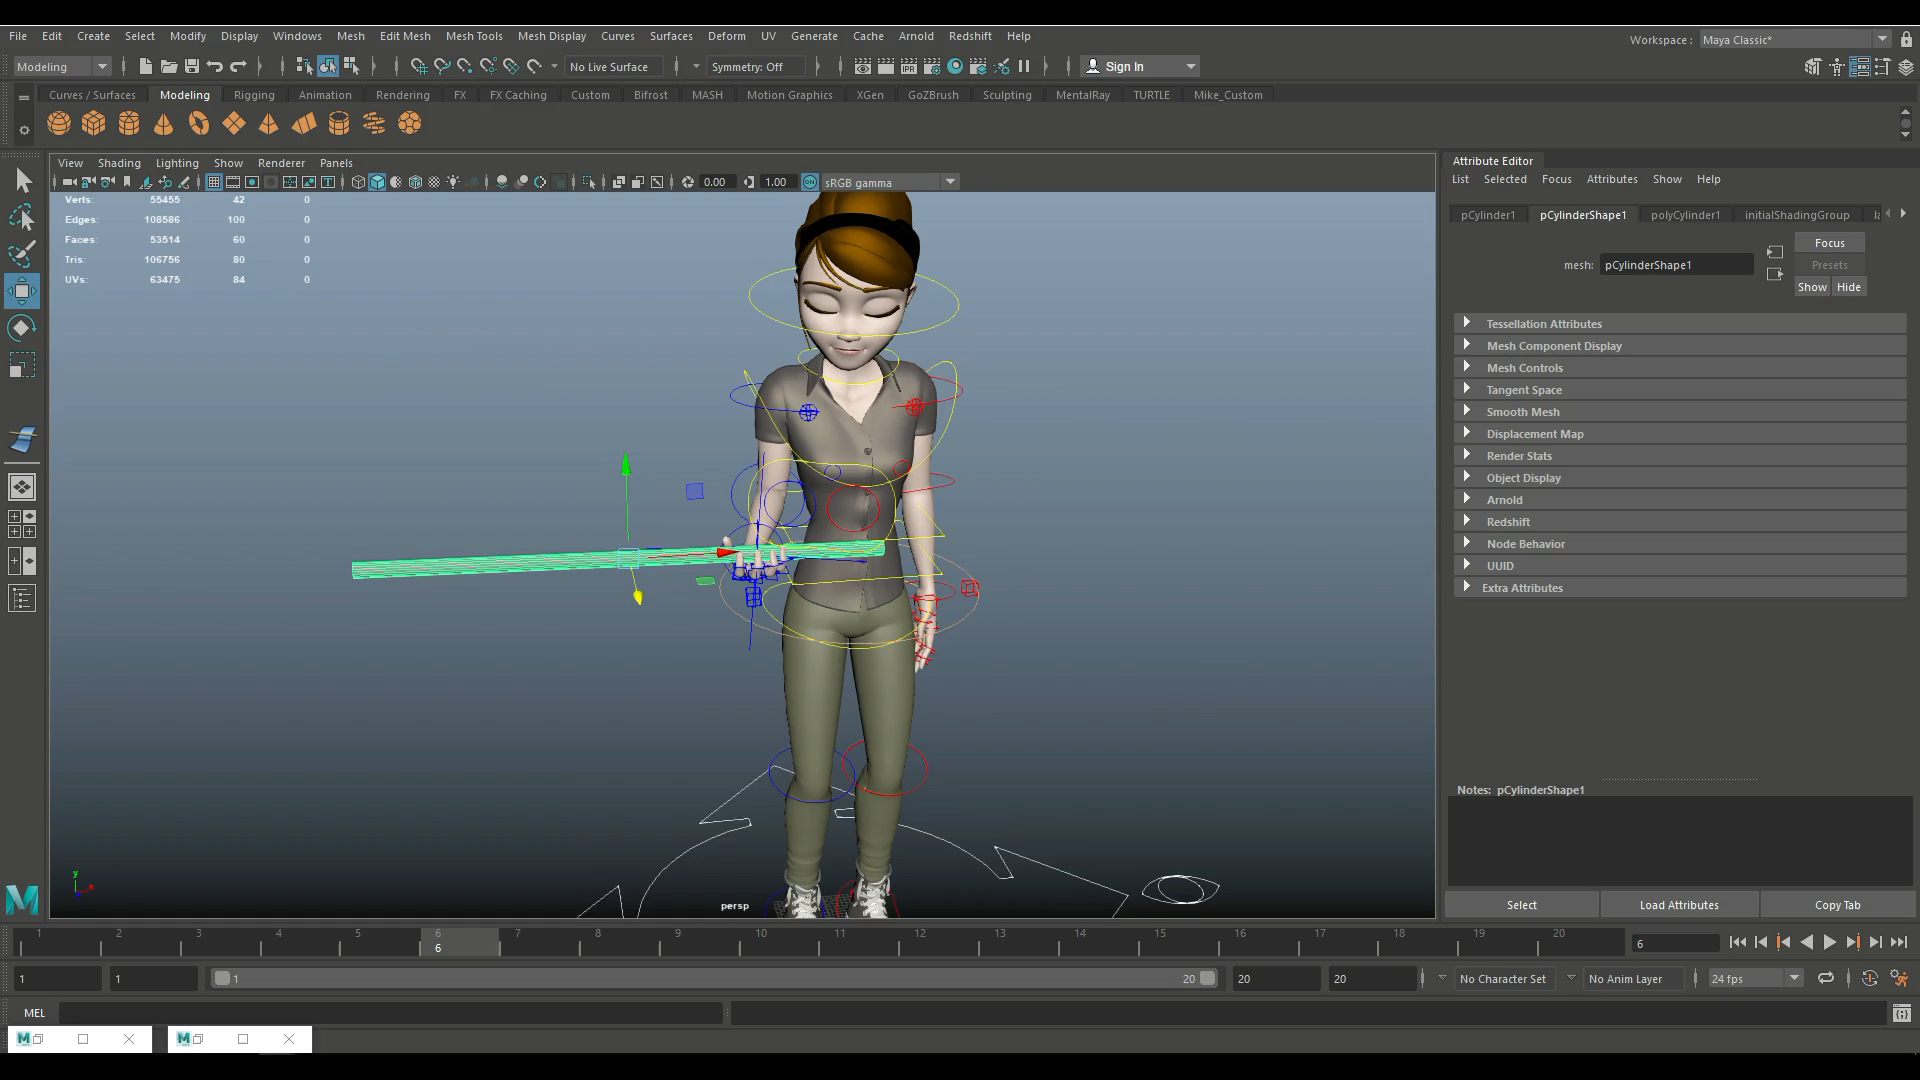 File Edit Create Select Modify Display Windows Mesh Edit Mesh Mesh Tools Mesh Display Curves Surfaces Deform UV Generate Cache Arnold Redshift Help
Workspace : Maya Classic*
Modeling No Live Surface Symmetry: Off IPR Sign In
Curves / Surfaces Modeling Rigging Animation Rendering FX FX Caching Custom Bifrost MASH Motion Graphics XGen GoZBrush Sculpting MentalRay TURTLE Mike_Custom
View Shading Lighting Show Renderer Panels
0.00 1.00 ON sRGB gamma
Verts: 55455 42 0
Edges: 108586 100 0
Faces: 53514 60 0
Tris: 106756 80 0
UVs: 63475 84 0
y
x
persp
Attribute Editor
List Selected Focus Attributes Show Help
pCylinder1 pCylinderShape1 polyCylinder1 initialShadingGroup
Focus
mesh: pCylinderShape1 Presets
Show Hide
Tessellation Attributes
Mesh Component Display
Mesh Controls
Tangent Space
Smooth Mesh
Displacement Map
Render Stats
Object Display
Arnold
Redshift
Node Behavior
UUID
Extra Attributes
Notes: pCylinderShape1
Select Load Attributes Copy Tab
1 2 3 4 5 6 7 8 9 10 11 12 13 14 15 16 17 18 19 20
6 6
1 1 1 20 20 20 No Character Set No Anim Layer 24 fps
MEL
M M